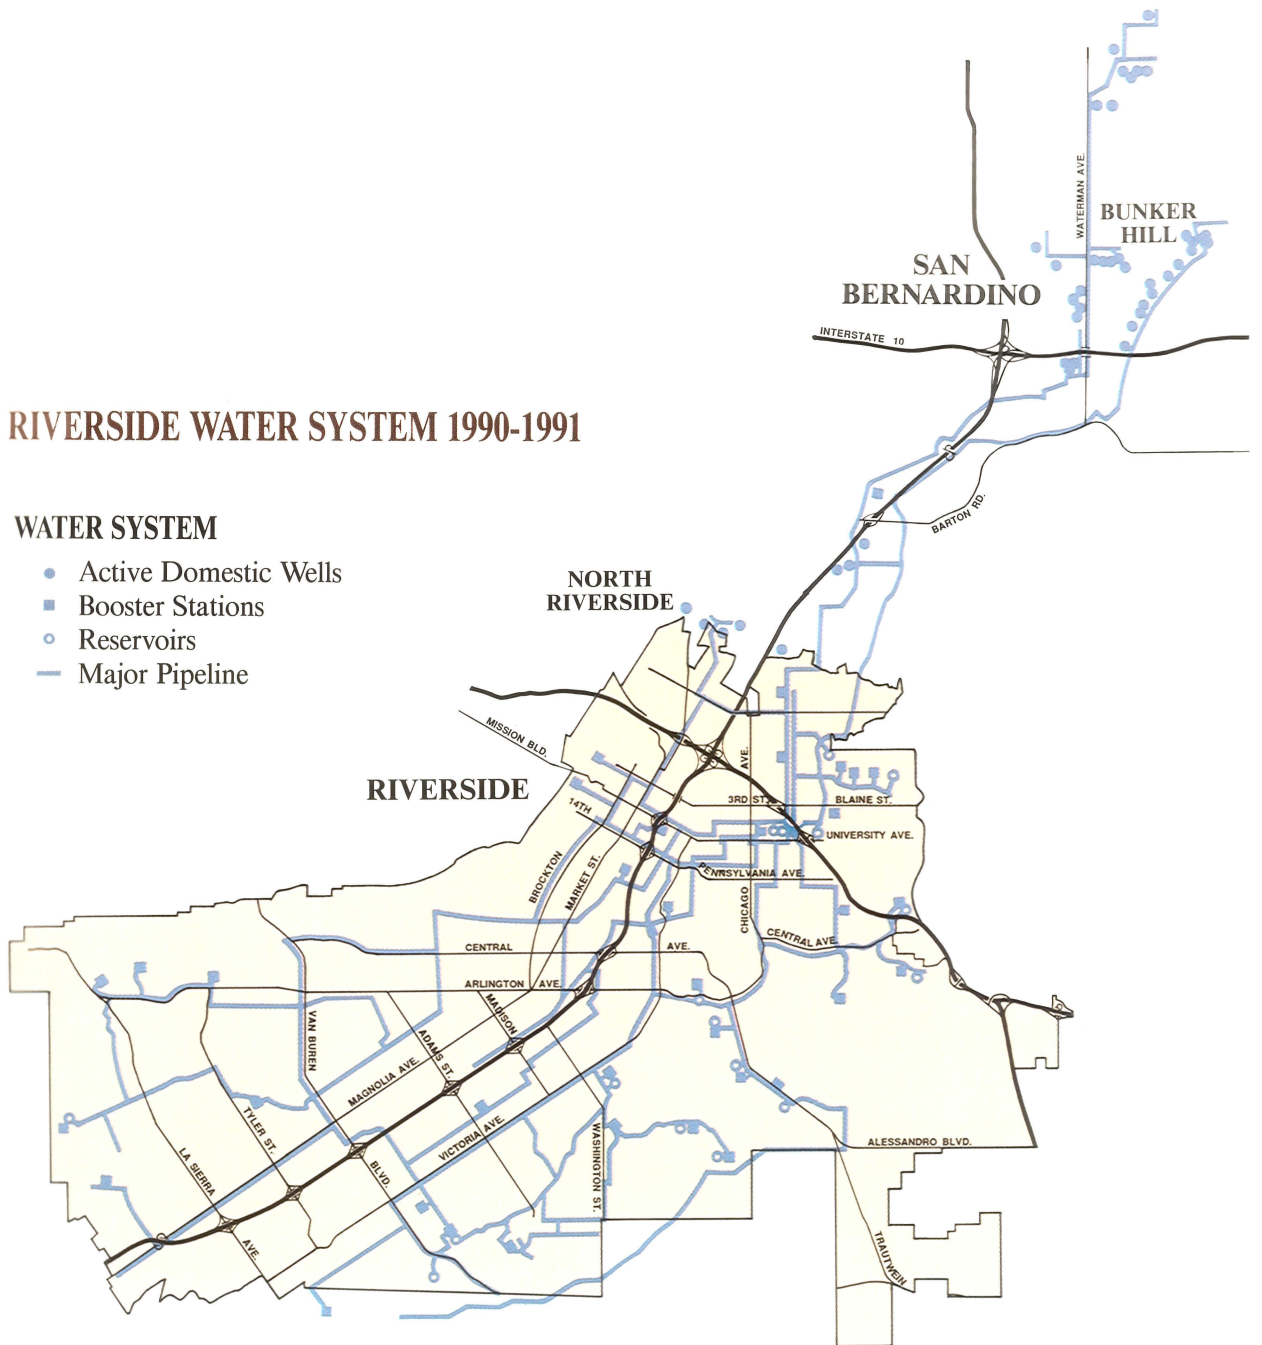 WATERMAN AVE.
BUNKER
HILL
SAN
BERNARDINO
INTERSTATE 10
RIVERSIDE WATER SYSTEM 1990-1991
BARTON RD.
WATER SYSTEM
Active Domestic Wells
Booster Stations
Reservoirs
Major Pipeline
NORTH
RIVERSIDE
MISSION BLD.
AVE.
RIVERSIDE
3RD ST.
BLAINE ST.
14TH
UNIVERSITY AVE.
BROCKTON
MARKET ST.
PENNSYLVANIA AVE.
CHICAGO
CENTRAL AVE.
CENTRAL
AVE.
ARLINGTON AVE.
MADISON
VAN BUREN
ADAMS ST.
MAGNOLIA AVE.
TYLER ST.
VICTORIA AVE.
WASHINGTON ST.
ALESSANDRO BLVD.
LA SIERRA
BLVD.
AVE.
TRAUTWEIN